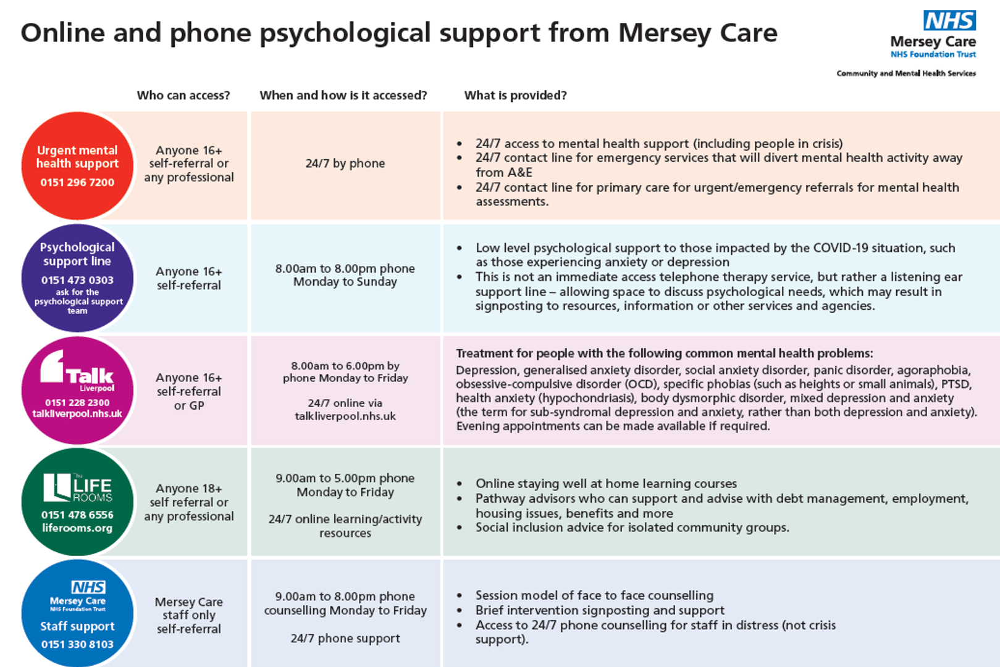 Online and phone psychological support from Mersey Care
NHS
Mersey Care
NHS Foundation Trust
Community and Mental Health Services
Who can access?
When and how is it accessed?
What is provided?
Urgent mental
health support
0151 296 7200
Anyone 16+
self-referral or
any professional
24/7 by phone
• 24/7 access to mental health support (including people in crisis)
• 24/7 contact line for emergency services that will divert mental health activity away
from A&E
• 24/7 contact line for primary care for urgent/emergency referrals for mental health
assessments.
Psychological
support line
0151 473 0303
ask for the
psychological support
team
Anyone 16+
self-referral
8.00am to 8.00pm phone
Monday to Sunday
• Low level psychological support to those impacted by the COVID-19 situation, such
as those experiencing anxiety or depression
• This is not an immediate access telephone therapy service, but rather a listening ear
support line – allowing space to discuss psychological needs, which may result in
signposting to resources, information or other services and agencies.
Talk
Liverpool
0151 228 2300
talkliverpool.nhs.uk
Anyone 16+
self-referral
or GP
8.00am to 6.00pm by
phone Monday to Friday
24/7 online via
talkliverpool.nhs.uk
Treatment for people with the following common mental health problems:
Depression, generalised anxiety disorder, social anxiety disorder, panic disorder, agoraphobia,
obsessive-compulsive disorder (OCD), specific phobias (such as heights or small animals), PTSD,
health anxiety (hypochondriasis), body dysmorphic disorder, mixed depression and anxiety
(the term for sub-syndromal depression and anxiety, rather than both depression and anxiety).
Evening appointments can be made available if required.
The
LIFE
ROOMS
0151 478 6556
liferooms.org
Anyone 18+
self referral or
any professional
9.00am to 5.00pm phone
Monday to Friday
24/7 online learning/activity
resources
• Online staying well at home learning courses
• Pathway advisors who can support and advise with debt management, employment,
housing issues, benefits and more
• Social inclusion advice for isolated community groups.
NHS
Mersey Care
NHS Foundation Trust
Staff support
0151 330 8103
Mersey Care
staff only
self-referral
9.00am to 8.00pm phone
counselling Monday to Friday
24/7 phone support
• Session model of face to face counselling
• Brief intervention signposting and support
• Access to 24/7 phone counselling for staff in distress (not crisis
support).